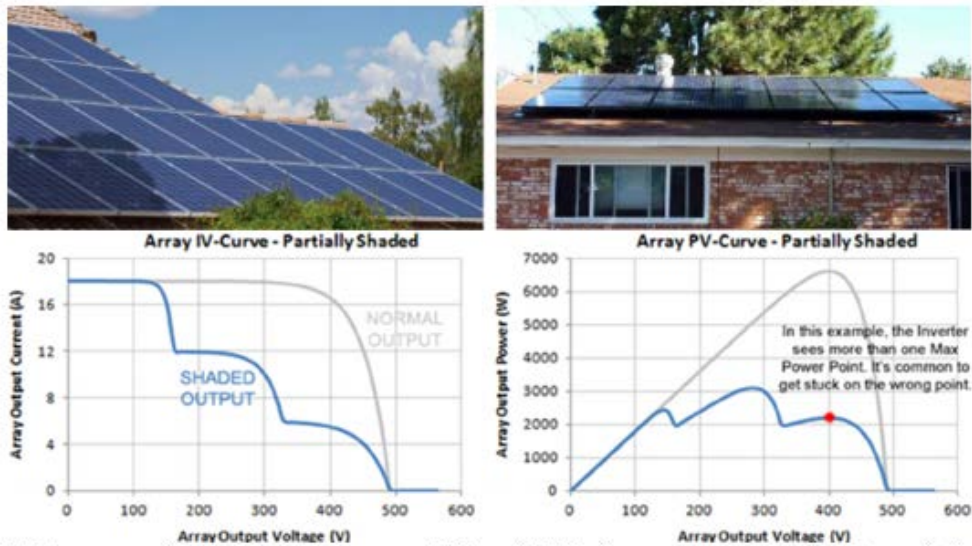 Array IV-Curve - Partially Shaded
20
16
12
8
4
0
Array Output Current (A)
NORMAL
OUTPUT
SHADED
OUTPUT
0 100 200 300 400 500 600
Array Output Voltage (V)
Array PV-Curve - Partially Shaded
7000
6000
5000
4000
3000
2000
1000
0
Array Output Power (W)
In this example, the Inverter
sees more than one Max
Power Point. It's common to
get stuck on the wrong point.
0 100 200 300 400 500 600
Array Output Voltage (V)